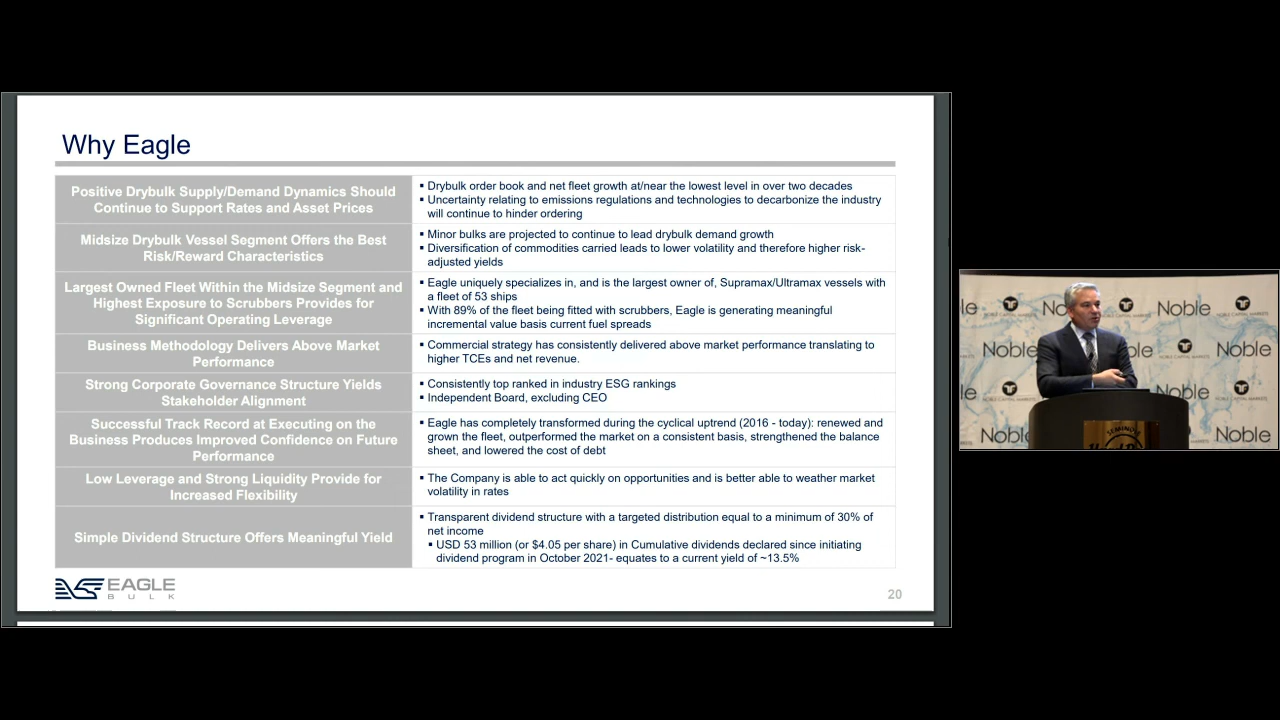 Why Eagle
Positive Drybulk Supply/Demand Dynamics Should
Continue to Support Rates and Asset Prices
▪ Drybulk order book and net fleet growth at/near the lowest level in over two decades
▪ Uncertainty relating to emissions regulations and technologies to decarbonize the industry
will continue to hinder ordering
Midsize Drybulk Vessel Segment Offers the Best
Risk/Reward Characteristics
▪ Minor bulks are projected to continue to lead drybulk demand growth
▪ Diversification of commodities carried leads to lower volatility and therefore higher risk-
adjusted yields
Largest Owned Fleet Within the Midsize Segment and
Highest Exposure to Scrubbers Provides for
Significant Operating Leverage
▪ Eagle uniquely specializes in, and is the largest owner of, Supramax/Ultramax vessels with
a fleet of 53 ships
▪ With 89% of the fleet being fitted with scrubbers, Eagle is generating meaningful
incremental value basis current fuel spreads
Business Methodology Delivers Above Market
Performance
▪ Commercial strategy has consistently delivered above market performance translating to
higher TCEs and net revenue.
Strong Corporate Governance Structure Yields
Stakeholder Alignment
▪ Consistently top ranked in industry ESG rankings
▪ Independent Board, excluding CEO
Successful Track Record at Executing on the
Business Produces Improved Confidence on Future
Performance
▪ Eagle has completely transformed during the cyclical uptrend (2016 - today): renewed and
grown the fleet, outperformed the market on a consistent basis, strengthened the balance
sheet, and lowered the cost of debt
Low Leverage and Strong Liquidity Provide for
Increased Flexibility
▪ The Company is able to act quickly on opportunities and is better able to weather market
volatility in rates
Simple Dividend Structure Offers Meaningful Yield
▪ Transparent dividend structure with a targeted distribution equal to a minimum of 30% of
net income
▪ USD 53 million (or $4.05 per share) in Cumulative dividends declared since initiating
dividend program in October 2021- equates to a current yield of ~13.5%
EAGLE
BULK
20
Noble
Noble
Noble
Noble
Noble
Noble